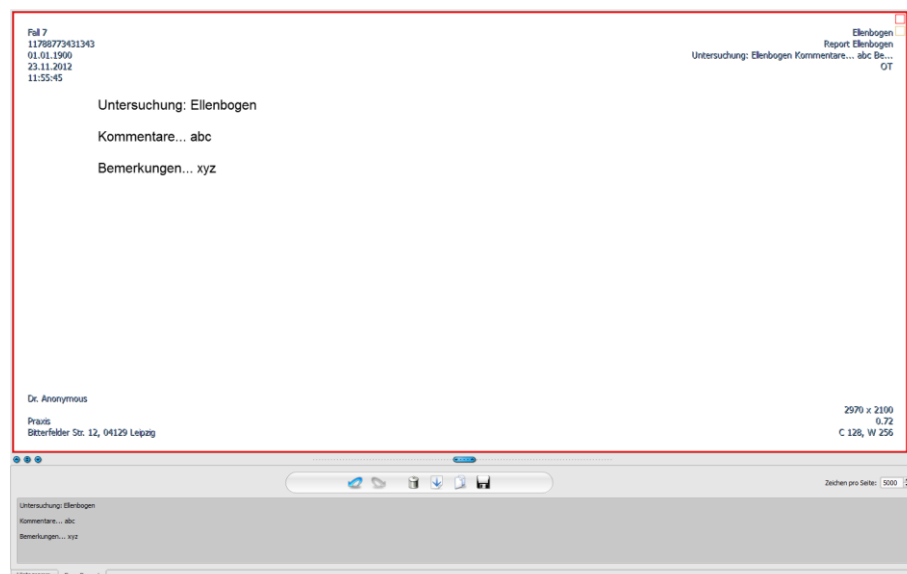 Fall 7
11788773431343
01.01.1900
23.11.2012
11:55:45
Ellenbogen
Report Ellenbogen
Untersuchung: Ellenbogen Kommentare... abc Be...
OT
Untersuchung: Ellenbogen
Kommentare... abc
Bemerkungen... xyz
Dr. Anonymous
Praxis
Bitterfelder Str. 12, 04129 Leipzig
2970 x 2100
0.72
C 128, W 256
Zeichen pro Seite: 5000
Untersuchung: Ellenbogen
Kommentare... abc
Bemerkungen... xyz